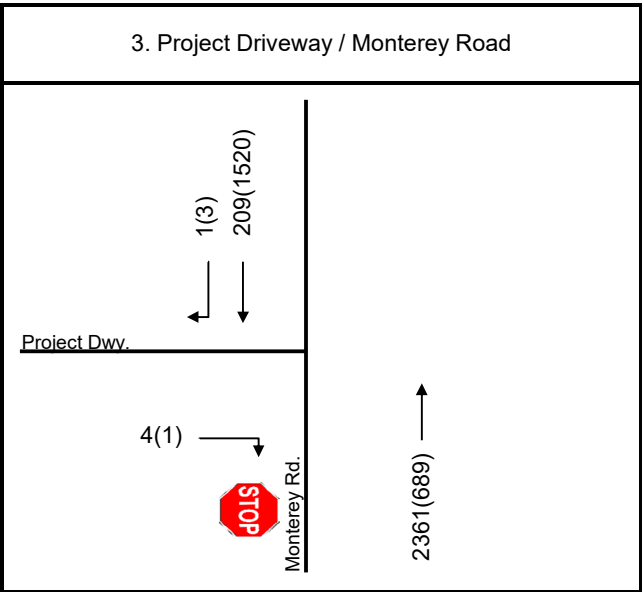 3. Project Driveway / Monterey Road
1(3)
209(1520)
Project Dwy.
4(1)
STOP
Monterey Rd.
2361(689)